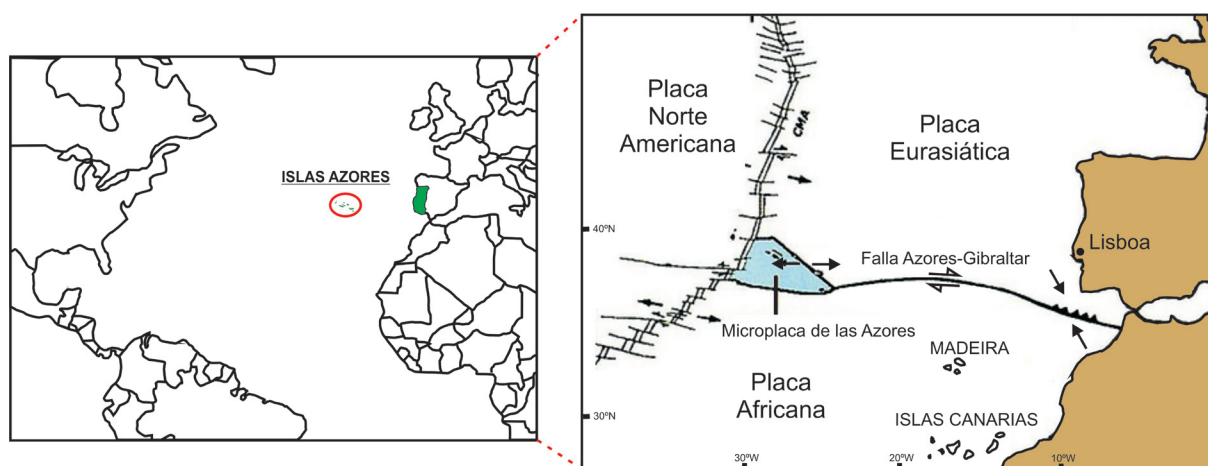 ISLAS AZORES
Placa
Norte
Americana
CMA
Placa
Eurasiática
40ºN
Lisboa
Falla Azores-Gibraltar
Microplaca de las Azores
MADEIRA
Placa
Africana
ISLAS CANARIAS
30ºN
30ºW
20ºW
10ºW